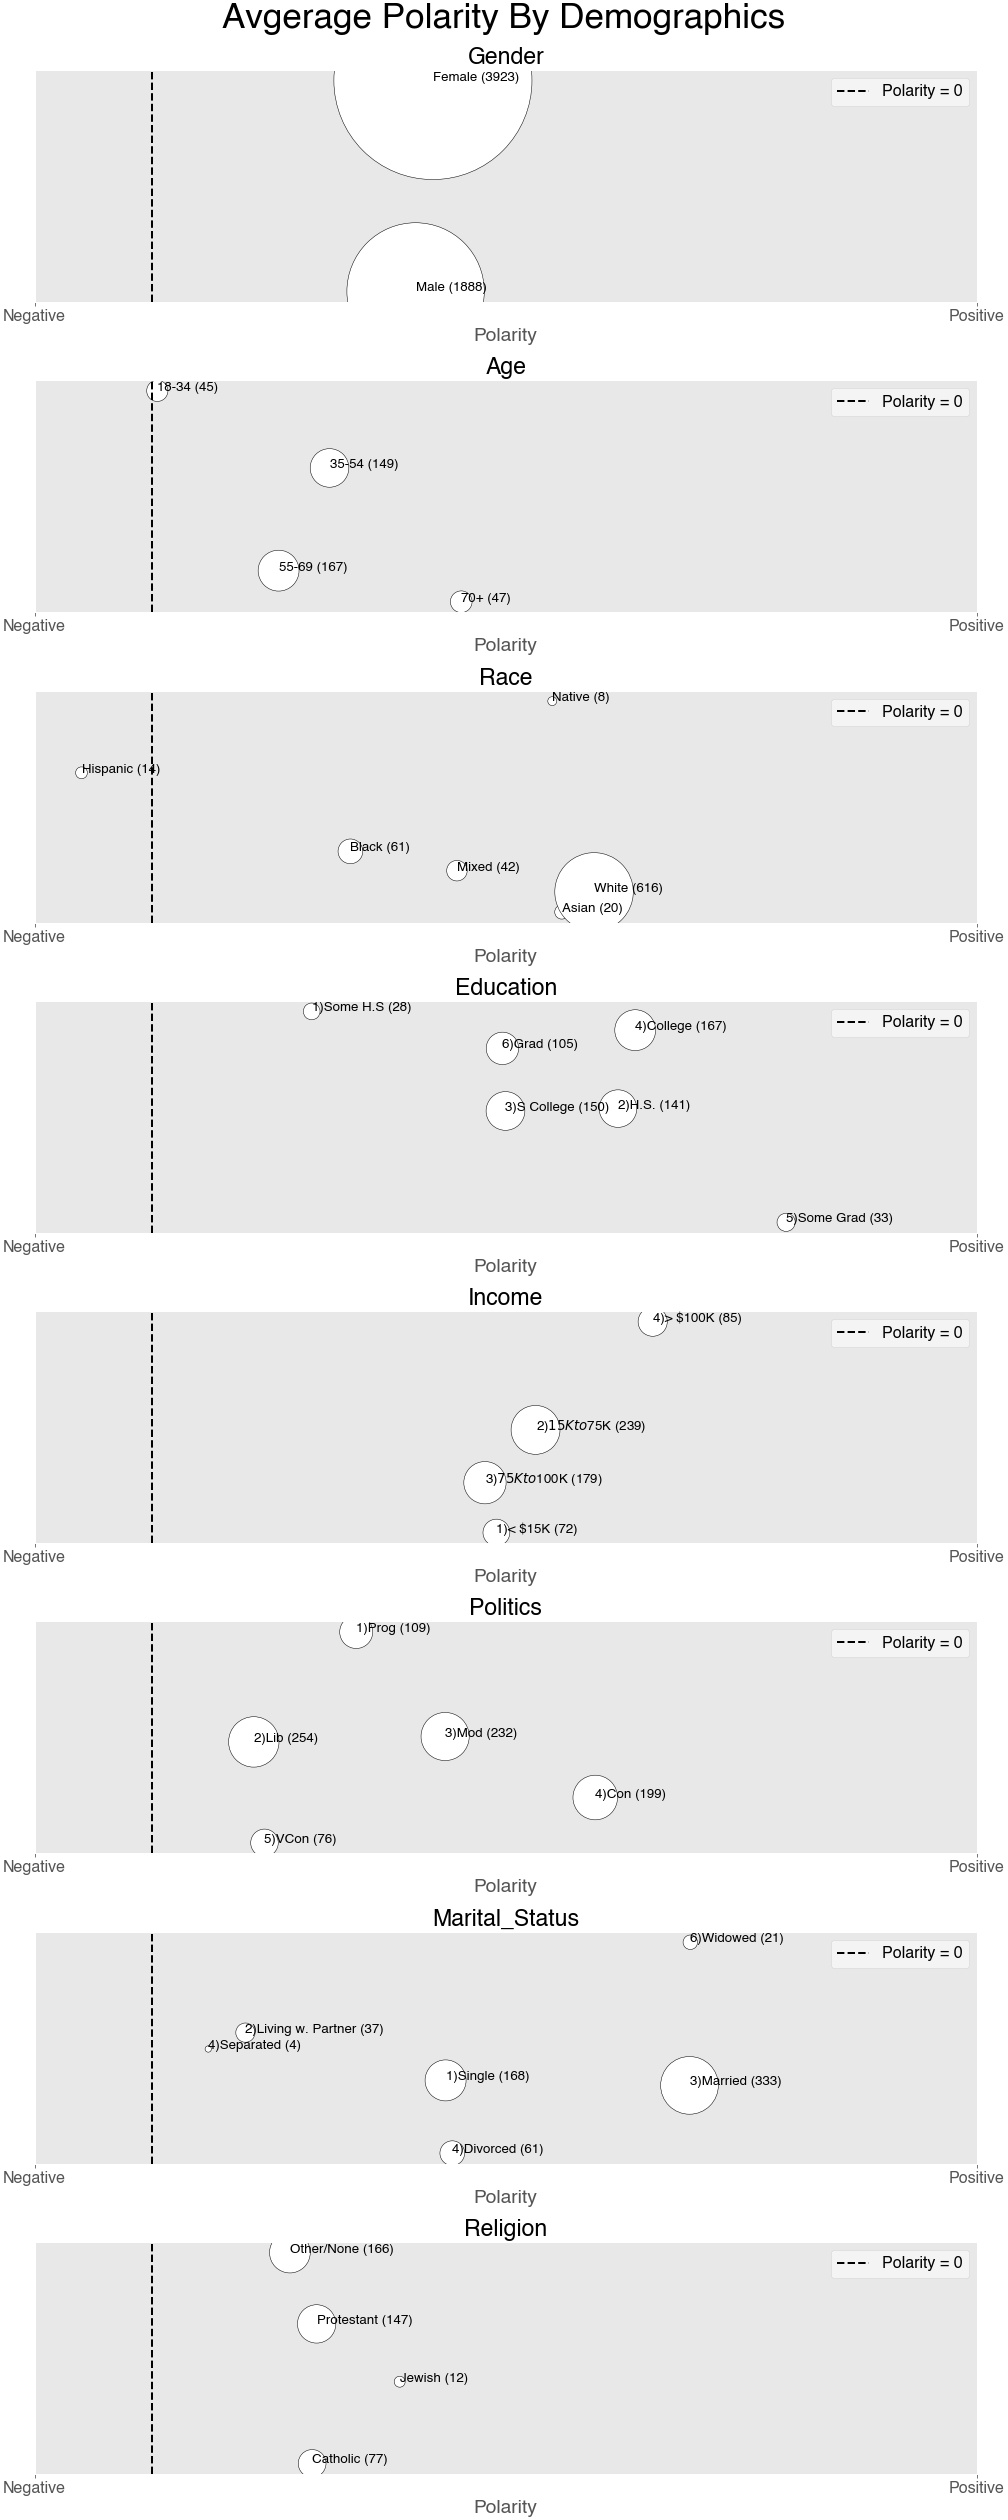 Avgerage Polarity By Demographics
Gender
Female (3923)
Polarity = 0
Male (1888)
Negative
Positive
Polarity
Age
18-34 (45)
Polarity = 0
35-54 (149)
55-69 (167)
70+ (47)
Negative
Positive
Polarity
Race
Native (8)
Polarity = 0
Hispanic (14)
Black (61)
Mixed (42)
White (616)
Asian (20)
Negative
Positive
Polarity
Education
1)Some H.S (28)
Polarity = 0
4)College (167)
6)Grad (105)
3)S College (150)
2)H.S. (141)
5)Some Grad (33)
Negative
Positive
Polarity
Income
4)> $100K (85)
Polarity = 0
2)15Kto75K (239)
3)75Kto100K (179)
1)< $15K (72)
Negative
Positive
Polarity
Politics
1)Prog (109)
Polarity = 0
2)Lib (254)
3)Mod (232)
4)Con (199)
5)VCon (76)
Negative
Positive
Polarity
Marital_Status
6)Widowed (21)
Polarity = 0
2)Living w. Partner (37)
4)Separated (4)
1)Single (168)
3)Married (333)
4)Divorced (61)
Negative
Positive
Polarity
Religion
Other/None (166)
Polarity = 0
Protestant (147)
Jewish (12)
Catholic (77)
Negative
Positive
Polarity